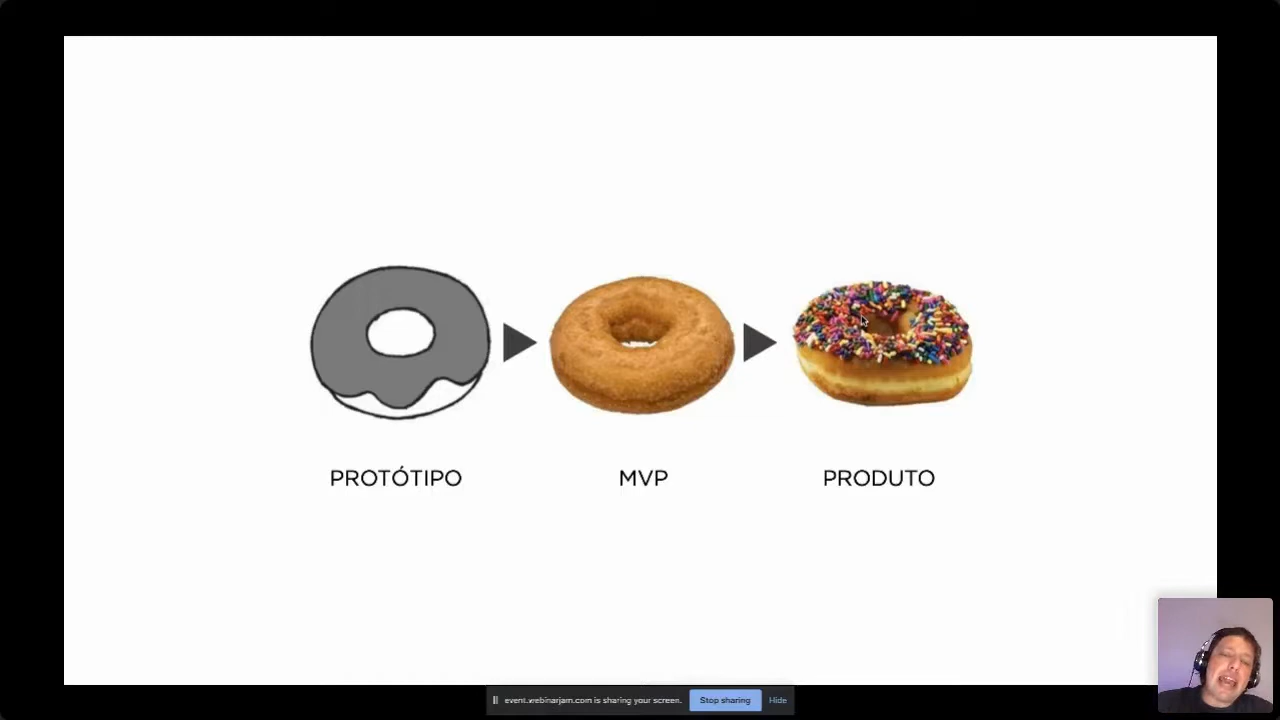 PROTÓTIPO
MVP
PRODUTO
event.webinarjam.com is sharing your screen.
Stop sharing
Hide